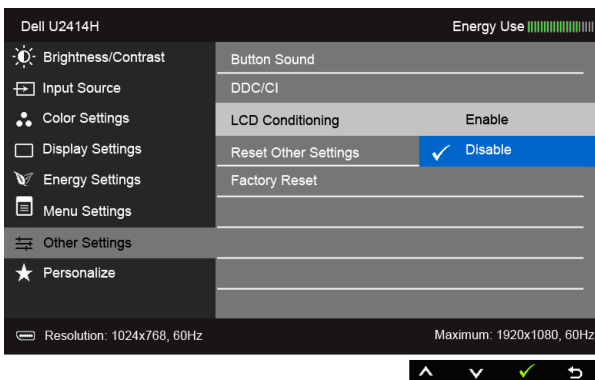 Dell U2414H
Energy Use
Brightness/Contrast
Input Source
Color Settings
Display Settings
Energy Settings
Menu Settings
Other Settings
Personalize
Button Sound
DDC/CI
LCD Conditioning
Enable
Reset Other Settings
Disable
Factory Reset
Resolution: 1024x768, 60Hz
Maximum: 1920x1080, 60Hz